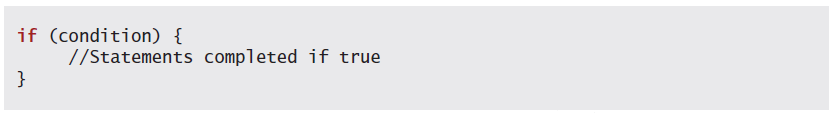 if (condition) {
     //Statements completed if true
}